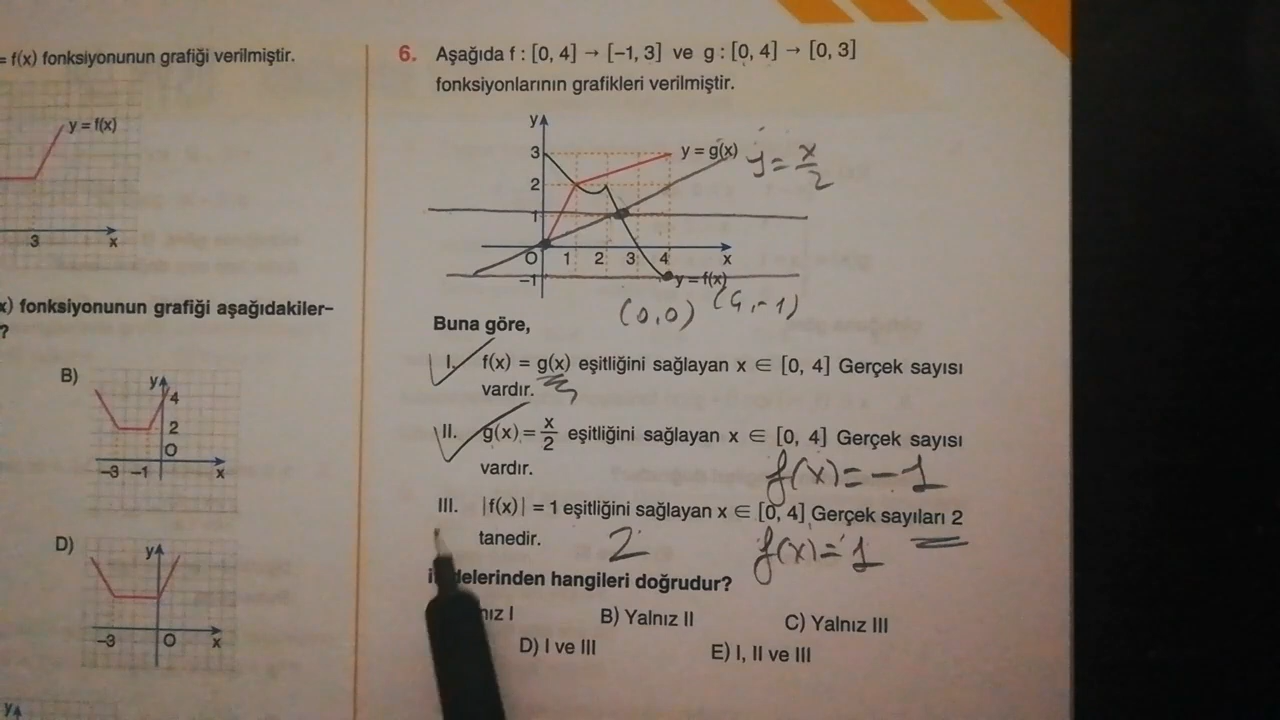 = f(x) fonksiyonunun grafiği verilmiştir.
y = f(x)
3
x
x) fonksiyonunun grafiği aşağıdakiler-
?
B)
y
4
2
O
-3 -1
x
D)
y
-3
O
x
y
6. Aşağıda f : [0, 4] → [-1, 3] ve g : [0, 4] → [0, 3]
fonksiyonlarının grafikleri verilmiştir.
y
3
y = g(x)
y = x/2
2
1
O 1 2 3 4 x
-1
y = f(x)
(0,0) (4,-1)
Buna göre,
I. f(x) = g(x) eşitliğini sağlayan x ∈ [0, 4] Gerçek sayısı
vardır.
II. g(x) = x/2 eşitliğini sağlayan x ∈ [0, 4] Gerçek sayısı
vardır.
f(x) = -1
III. |f(x)| = 1 eşitliğini sağlayan x ∈ [0, 4] Gerçek sayıları 2
tanedir.
2
f(x) = 1
delerinden hangileri doğrudur?
nız I
B) Yalnız II
C) Yalnız III
D) I ve III
E) I, II ve III